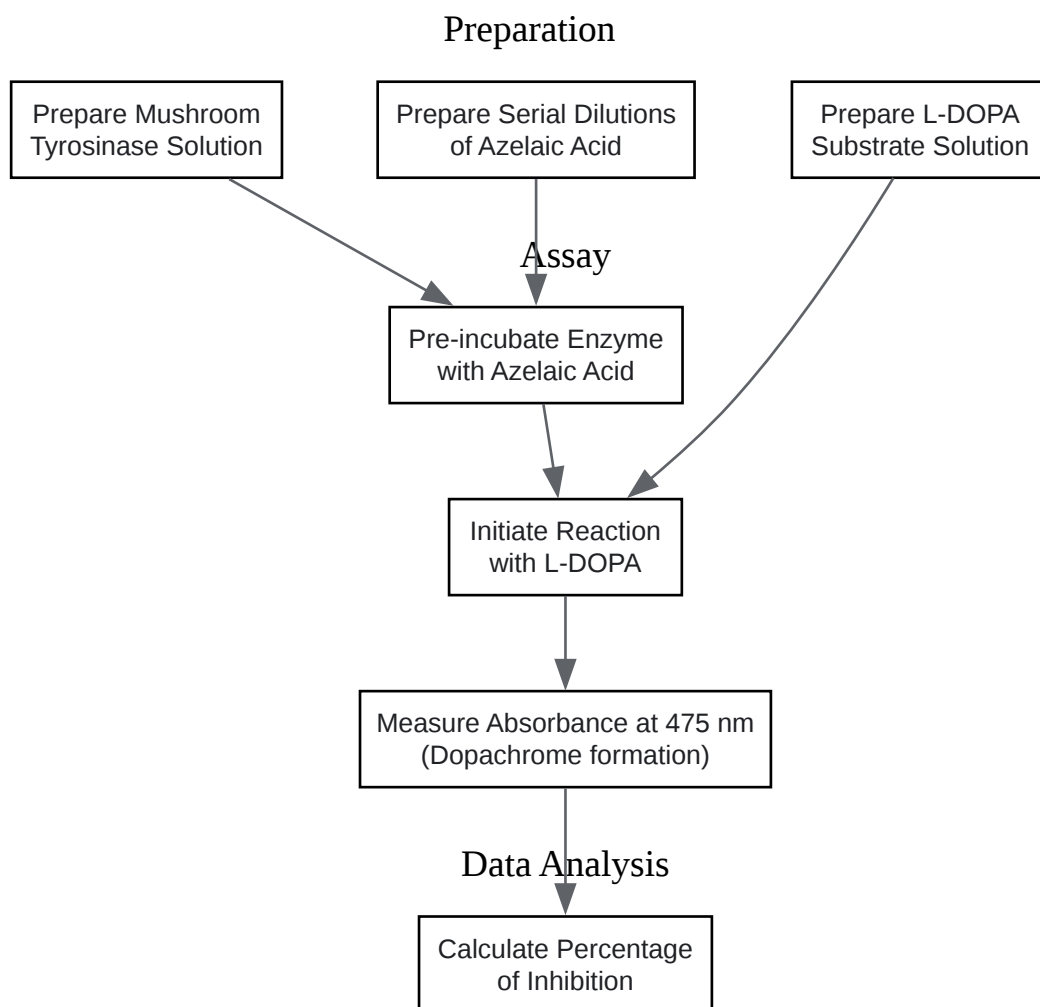 Preparation
Prepare Mushroom
Tyrosinase Solution
Prepare Serial Dilutions
of Azelaic Acid
Prepare L-DOPA
Substrate Solution
Assay
Pre-incubate Enzyme
with Azelaic Acid
Initiate Reaction
with L-DOPA
Measure Absorbance at 475 nm
(Dopachrome formation)
Data Analysis
Calculate Percentage
of Inhibition